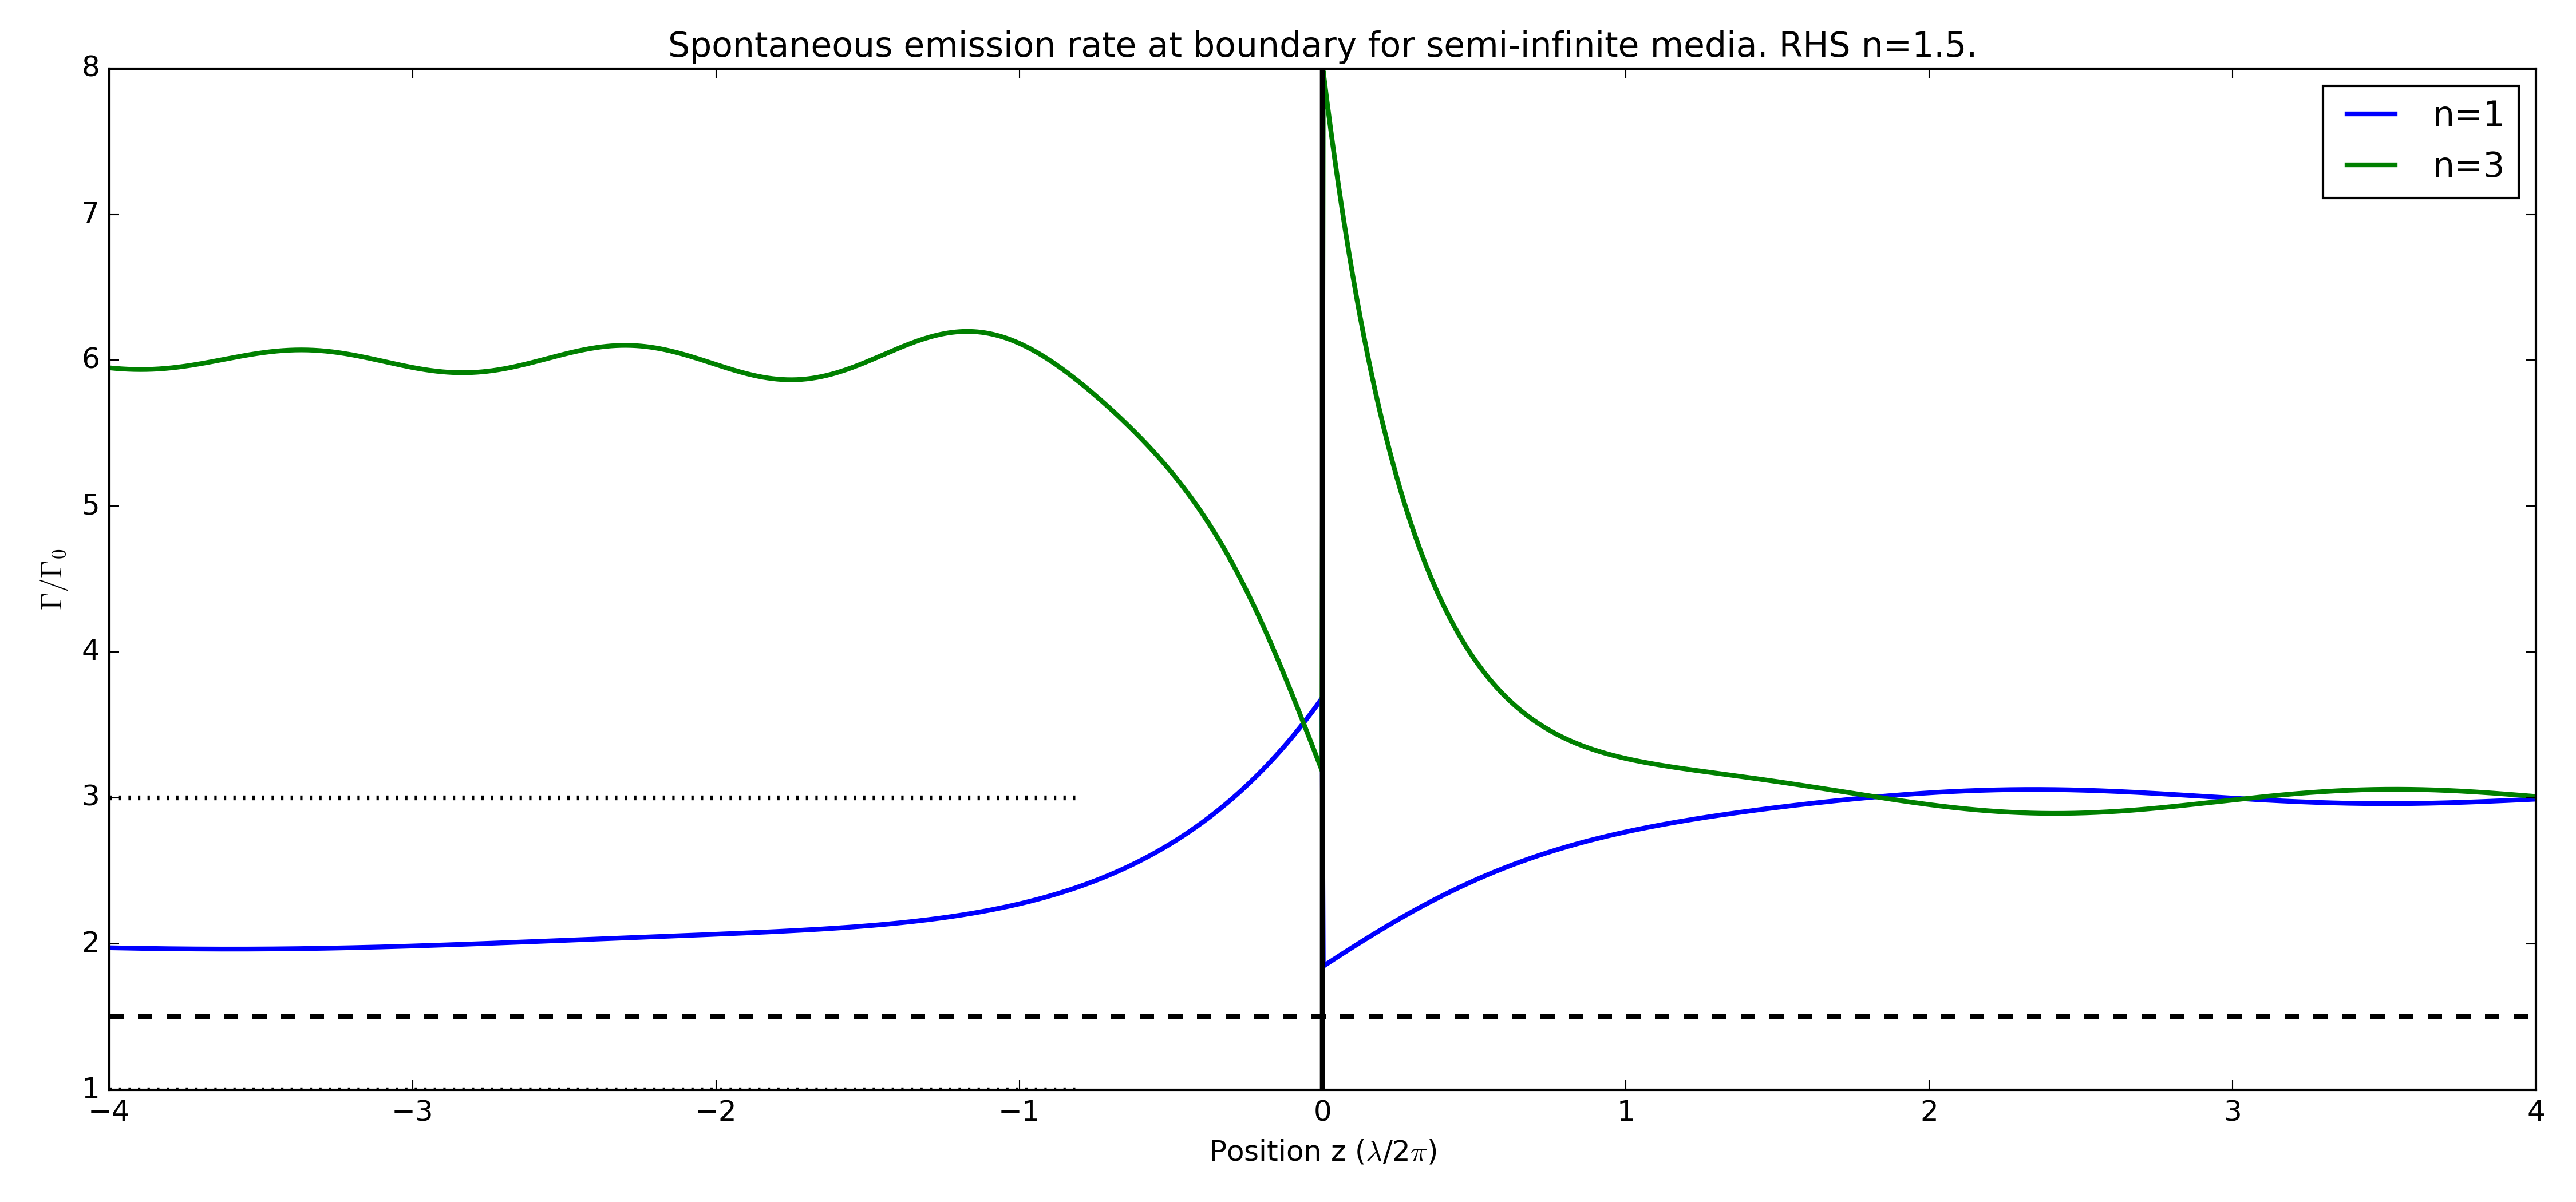 Spontaneous emission rate at boundary for semi-infinite media. RHS n=1.5.
8
7
6
5
4
3
2
1
Γ/Γ₀
n=1
n=3
−4 −3 −2 −1 0 1 2 3 4
Position z (λ/2π)